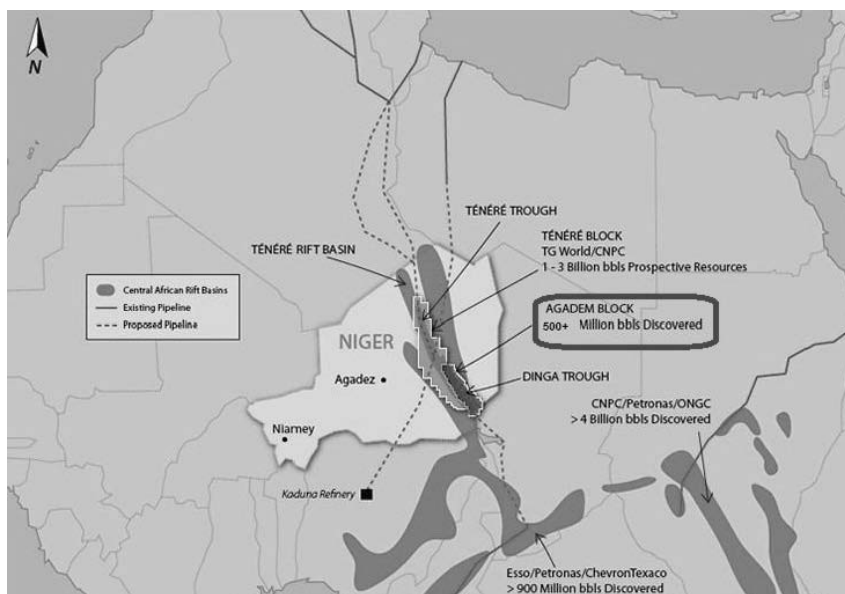 N
TÉNÉRÉ TROUGH
TÉNÉRÉ RIFT BASIN
TÉNÉRÉ BLOCK
TG World/CNPC
1 - 3 Billion bbls Prospective Resources
Central African Rift Basins
Existing Pipeline
Proposed Pipeline
AGADEM BLOCK
500+ Million bbls Discovered
NIGER
Agadez
DINGA TROUGH
Niamey
CNPC/Petronas/ONGC
> 4 Billion bbls Discovered
Kaduna Refinery
Esso/Petronas/ChevronTexaco
> 900 Million bbls Discovered